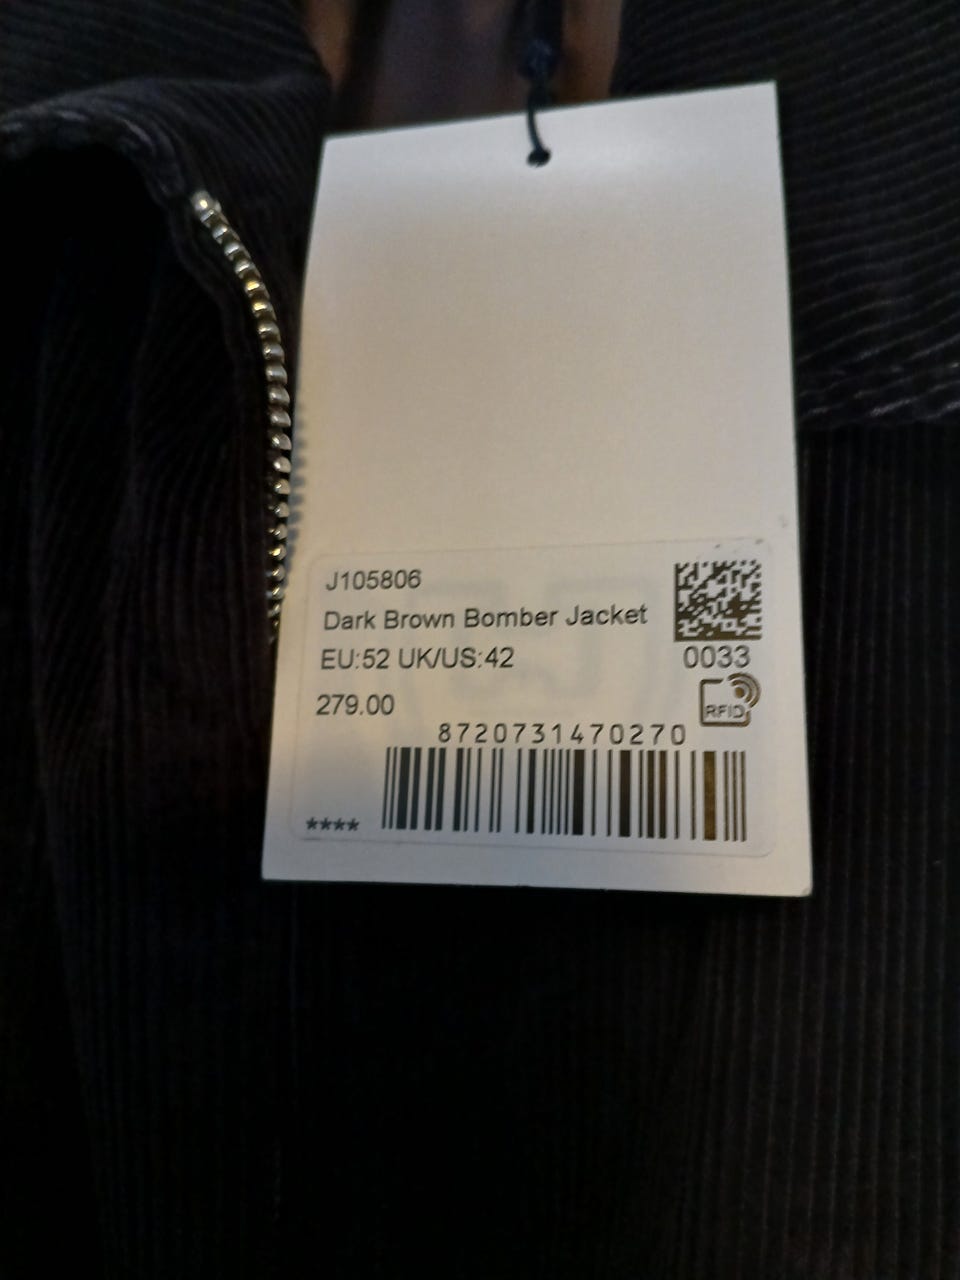 J105806
Dark Brown Bomber Jacket
EU:52 UK/US:42
0033
279.00
RFID
8720731470270
****